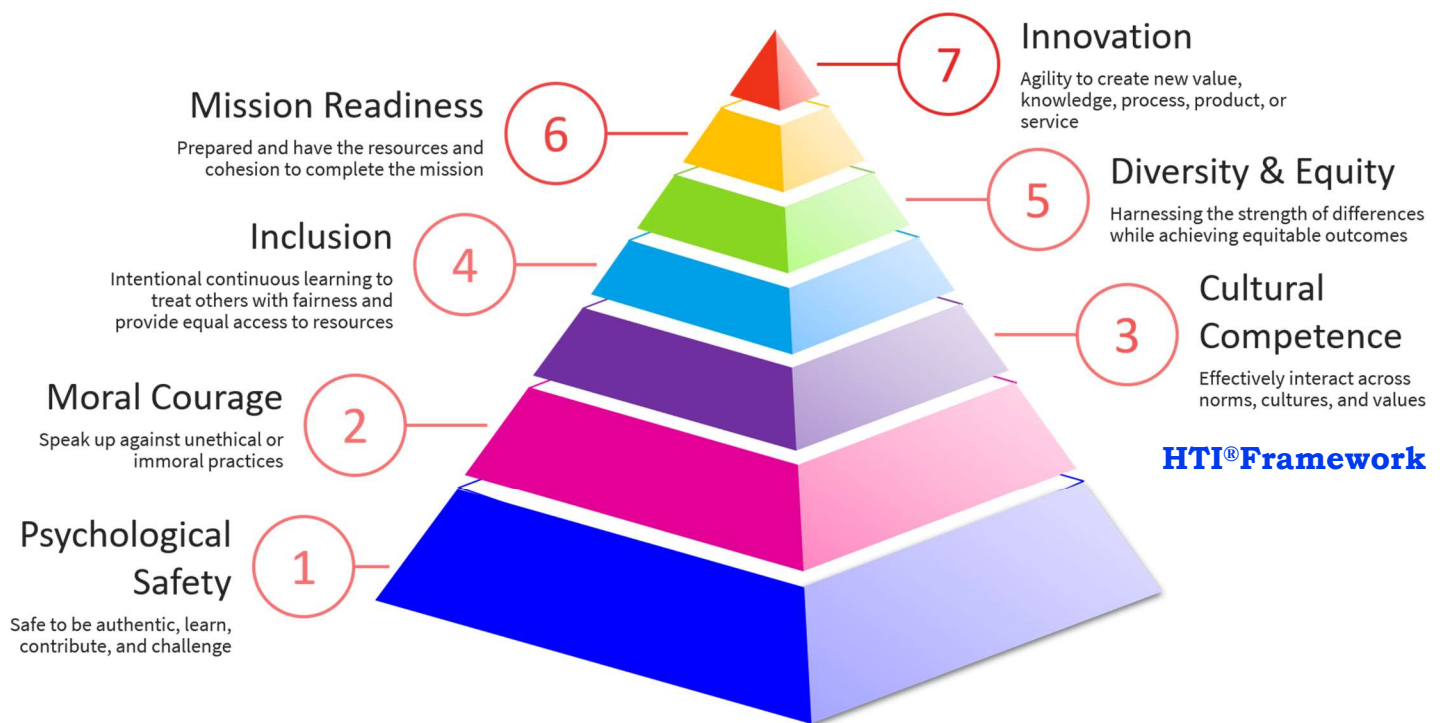 7
Innovation
Agility to create new value,
knowledge, process, product, or
service
Mission Readiness
Prepared and have the resources and
cohesion to complete the mission
6
5
Diversity & Equity
Harnessing the strength of differences
while achieving equitable outcomes
Inclusion
Intentional continuous learning to
treat others with fairness and
provide equal access to resources
4
3
Cultural
Competence
Effectively interact across
norms, cultures, and values
Moral Courage
Speak up against unethical or
immoral practices
2
HTI®Framework
Psychological
Safety
Safe to be authentic, learn,
contribute, and challenge
1